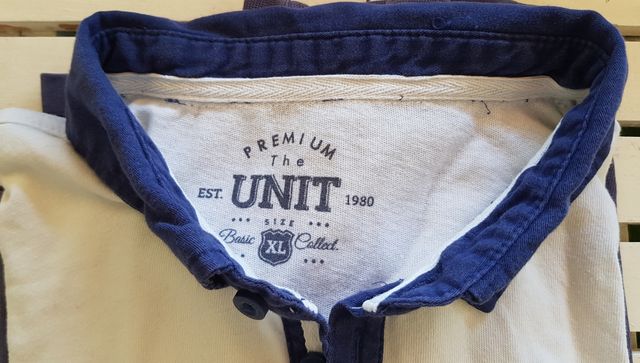 PREMIUM
The
EST. UNIT 1980
••• SIZE •••
Basic XL Collect.
•••